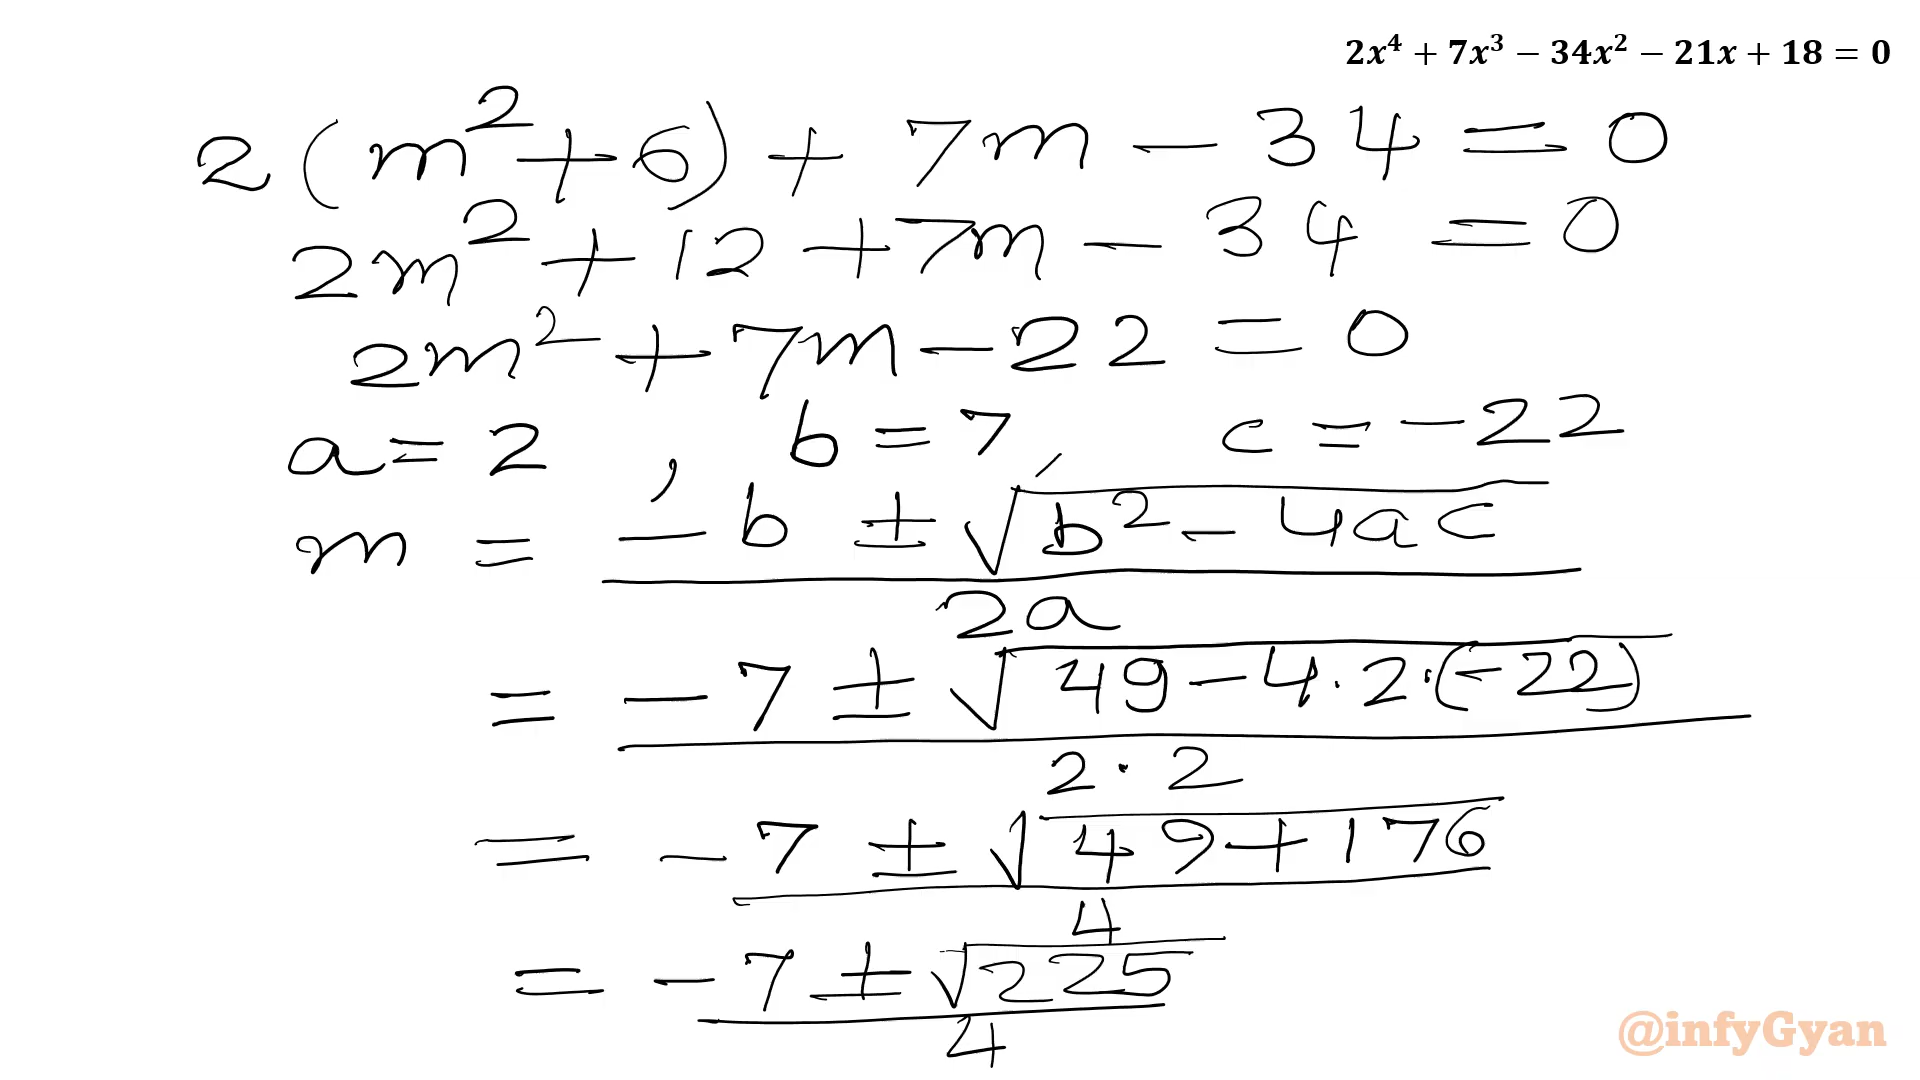 2x⁴ + 7x³ − 34x² − 21x + 18 = 0
2(m²+6) + 7m − 34 = 0
2m² + 12 + 7m − 34 = 0
2m² + 7m − 22 = 0
a = 2 , b = 7, c = −22
m = −b ± √b² − 4ac
2a
= −7 ± √49 − 4·2·(−22)
2·2
= −7 ± √49+176
4
= −7 ± √225
4
@infyGyan